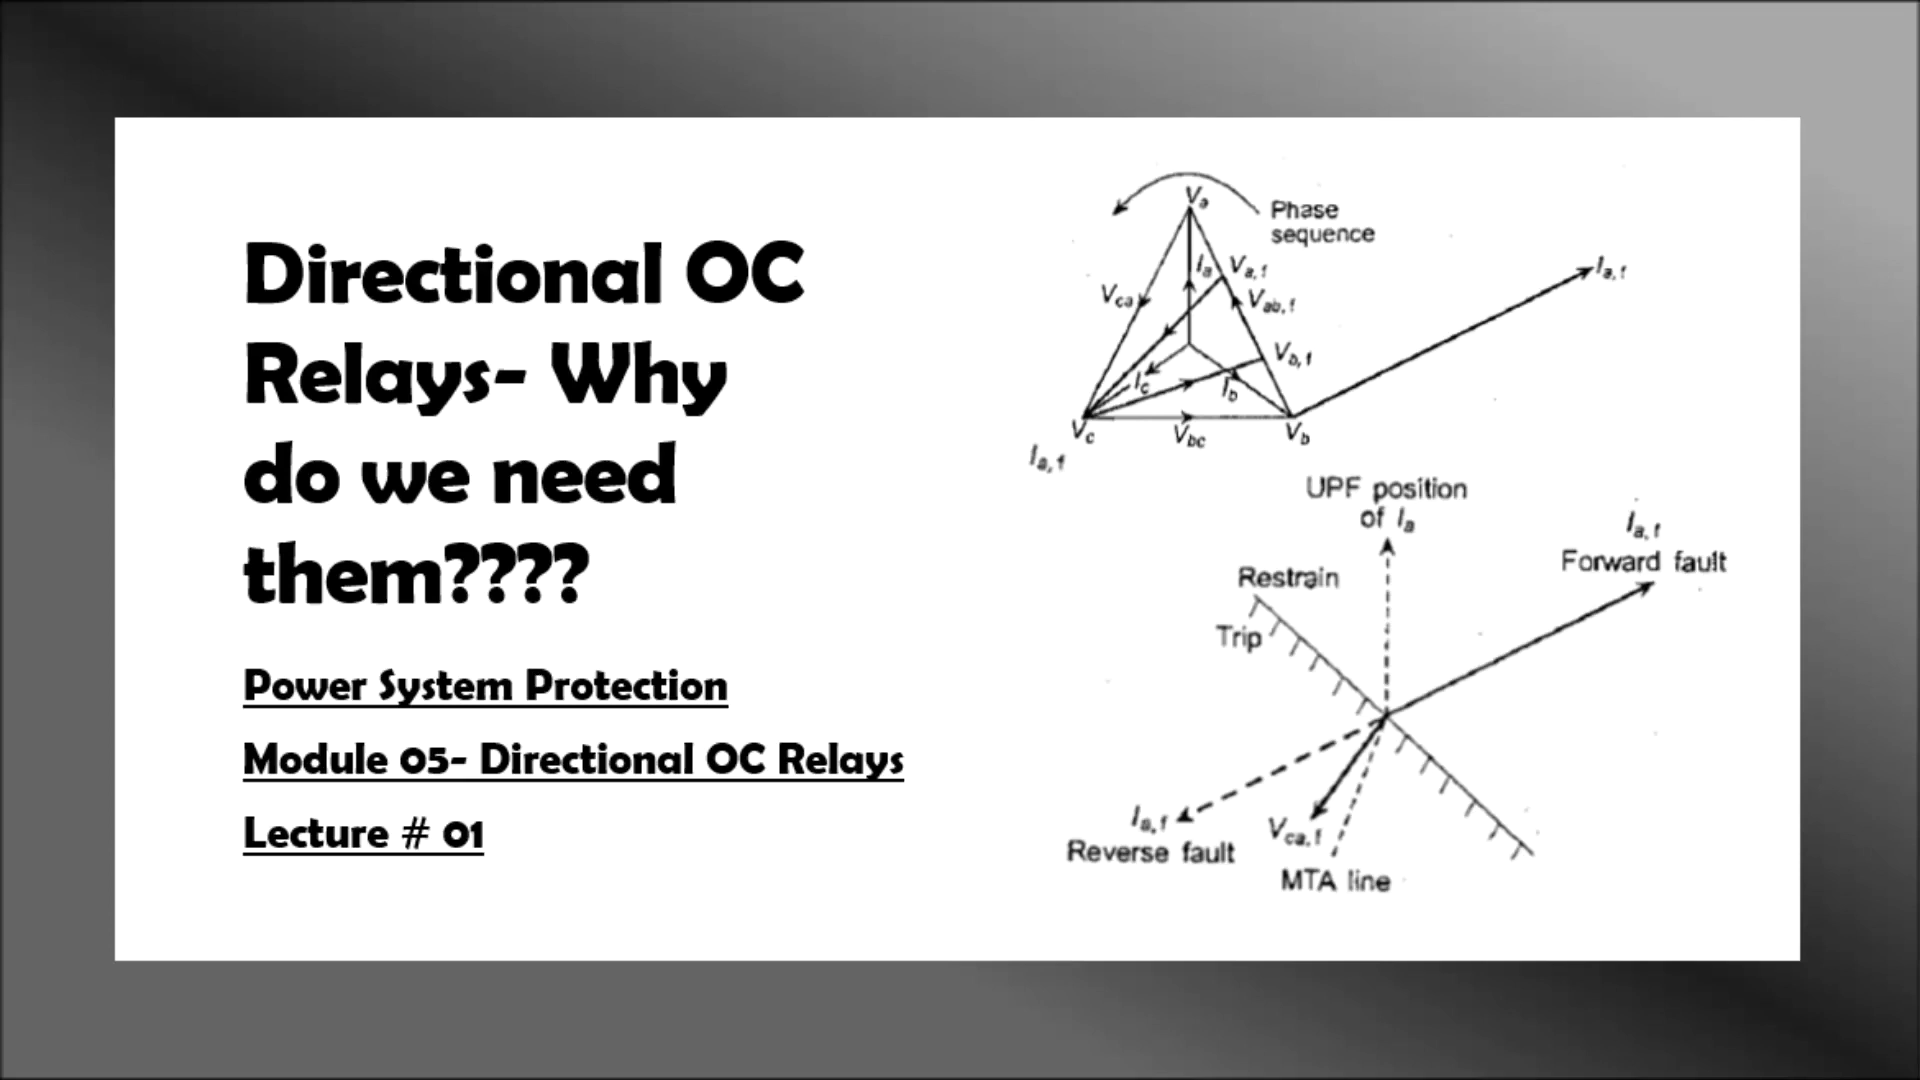 Directional OC
Relays- Why
do we need
them????
Power System Protection
Module 05- Directional OC Relays
Lecture # 01
Va
Phase
sequence
Ia
Va,f
Ia,f
Vca
Vab,f
Vb,f
Ic
Ib
Vc
Vbc
Vb
Ia,f
UPF position
of Ia
Ia,f
Forward fault
Restrain
Trip
Ia,f
Reverse fault
Vca,f
MTA line